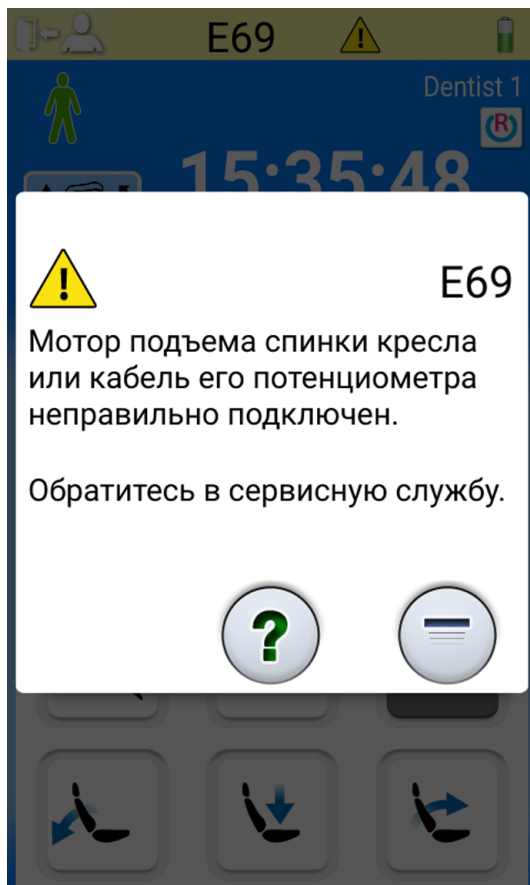 E69
Dentist 1
R
15:35:48
E69
Мотор подъема спинки кресла
или кабель его потенциометра
неправильно подключен.
Обратитесь в сервисную службу.
?